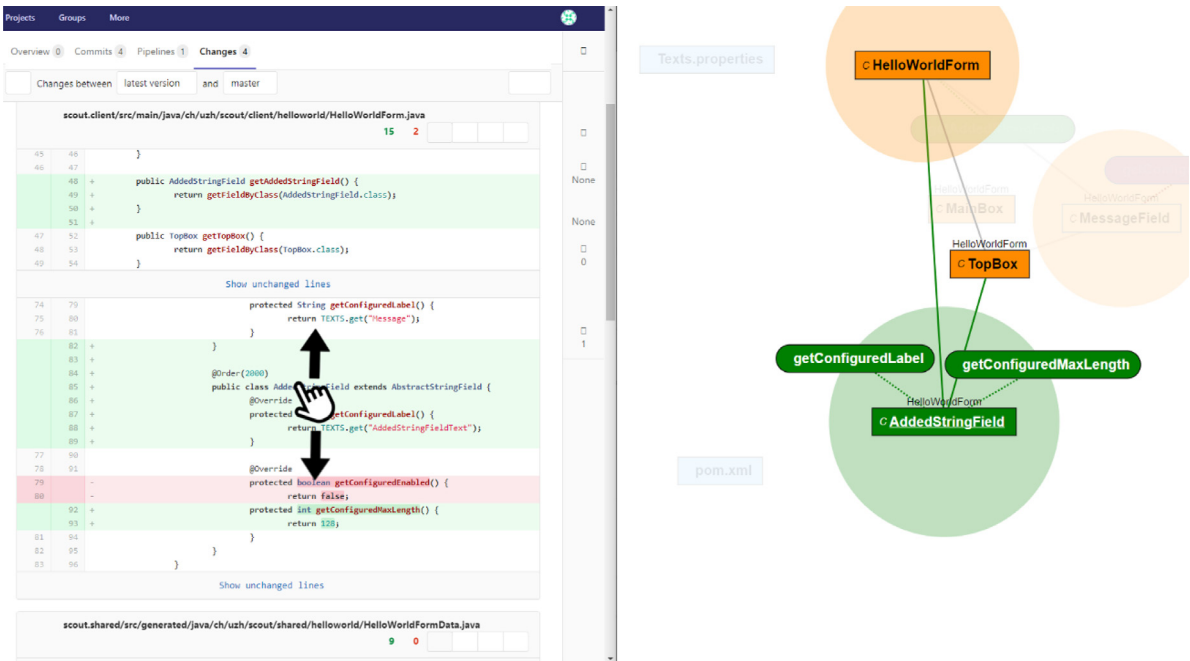 Projects Groups More
Overview 0 Commits 4 Pipelines 1 Changes 4
Changes between latest version and master
scout.client/src/main/java/ch/uzh/scout/client/helloworld/HelloWorldForm.java
15 2
45 46 }
46 47
48 + public AddedStringField getAddedStringField() {
49 + return getFieldByClass(AddedStringField.class);
50 + }
51 +
47 52 public TopBox getTopBox() {
48 53 return getFieldByClass(TopBox.class);
49 54 }
Show unchanged lines
74 79 protected String getConfiguredLabel() {
75 80 return TEXTS.get("Message");
76 81 }
82 + }
83 +
84 + @Order(2000)
85 + public class AddedStringField extends AbstractStringField {
86 + @Override
87 + protected getConfiguredLabel() {
88 + return TEXTS.get("AddedStringFieldText");
89 + }
77 90
78 91 @Override
79 - protected boolean getConfiguredEnabled() {
80 - return false;
92 + protected int getConfiguredMaxLength() {
93 + return 128;
81 94 }
82 95 }
83 96 }
Show unchanged lines
scout.shared/src/generated/java/ch/uzh/scout/shared/helloworld/HelloWorldFormData.java
9 0
None
None
0
1
Texts.properties
C HelloWorldForm
HelloWorldForm
C MainBox
HelloWorldForm
C MessageField
HelloWorldForm
C TopBox
getConfiguredLabel
getConfiguredMaxLength
HelloWorldForm
C AddedStringField
pom.xml